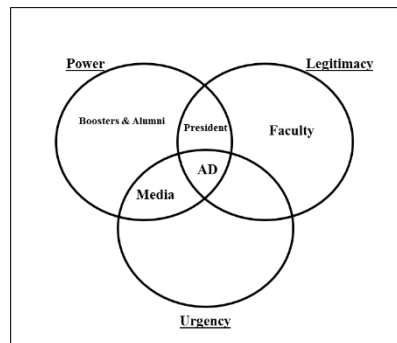 Power
Legitimacy
Boosters & Alumni
President
Faculty
AD
Media
Urgency